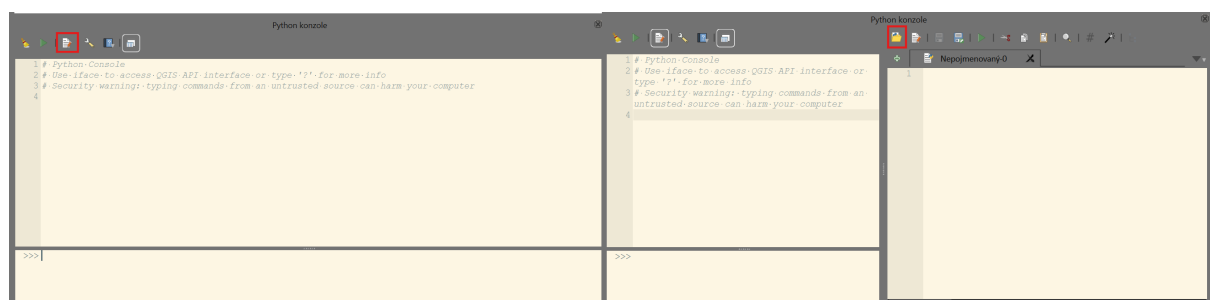 Python konzole
1 # Python Console
2 # Use iface to access QGIS API interface or type '?' for more info
3 # Security warning: typing commands from an untrusted source can harm your computer
4
>>>
Python konzole
1 # Python Console
2 # Use iface to access QGIS API interface or
type '?' for more info
3 # Security warning: typing commands from an
untrusted source can harm your computer
4
>>>
Nepojmenovaný-0
1